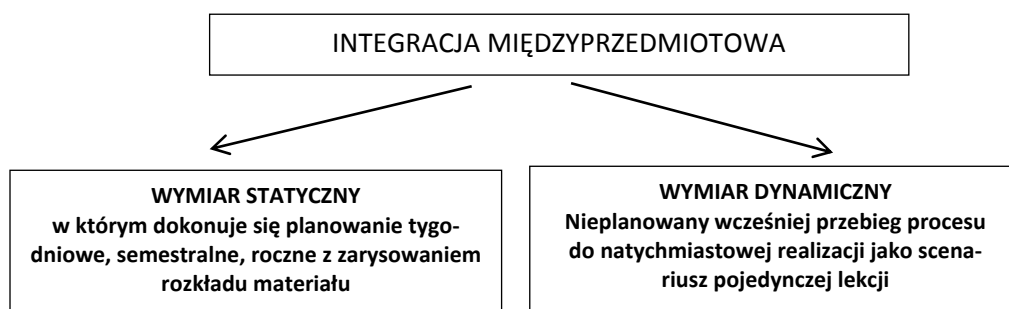 INTEGRACJA MIĘDZYPRZEDMIOTOWA
WYMIAR STATYCZNY
w którym dokonuje się planowanie tygo-
dniowe, semestralne, roczne z zarysowaniem
rozkładu materiału
WYMIAR DYNAMICZNY
Nieplanowany wcześniej przebieg procesu
do natychmiastowej realizacji jako scena-
riusz pojedynczej lekcji